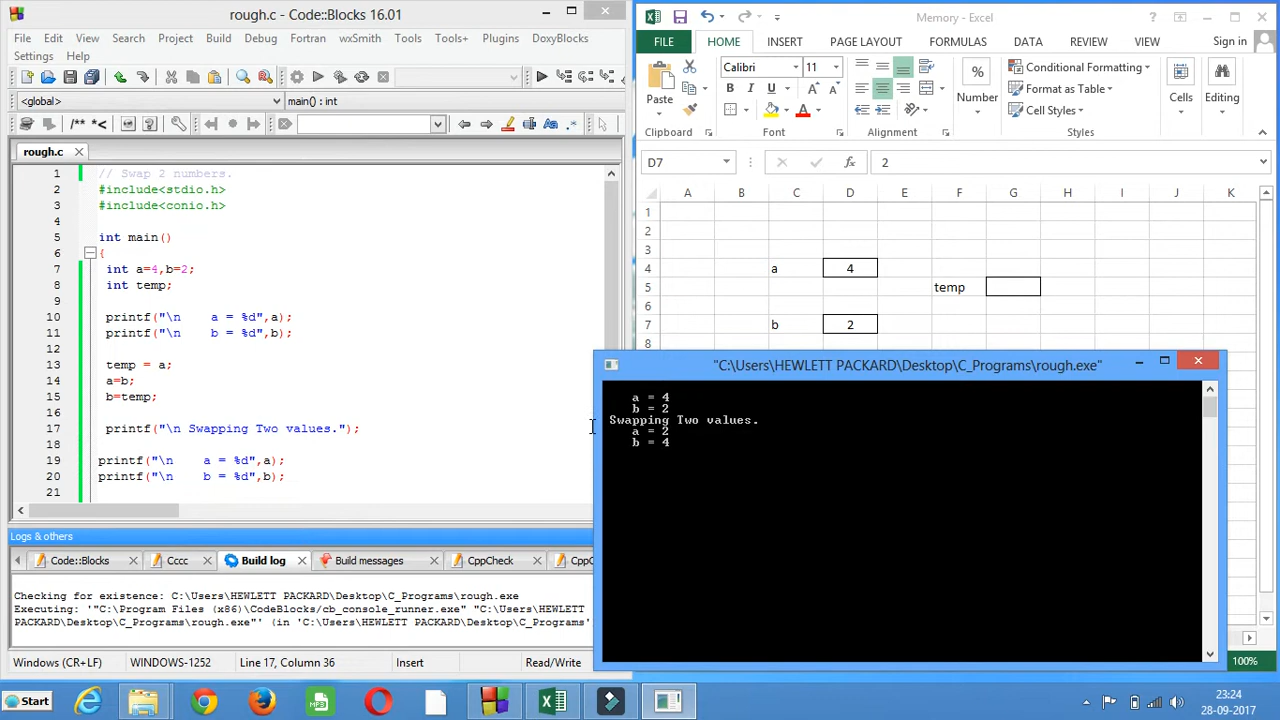 rough.c - Code::Blocks 16.01
File Edit View Search Project Build Debug Fortran wxSmith Tools Tools+ Plugins DoxyBlocks
Settings Help
<global>
main() : int
/** *<
rough.c
1 // Swap 2 numbers.
2 #include<stdio.h>
3 #include<conio.h>
4
5 int main()
6 {
7 int a=4,b=2;
8 int temp;
9
10 printf("\n    a = %d",a);
11 printf("\n    b = %d",b);
12
13 temp = a;
14 a=b;
15 b=temp;
16
17 printf("\n Swapping Two values.");
18
19 printf("\n    a = %d",a);
20 printf("\n    b = %d",b);
21
Logs & others
Code::Blocks Cccc Build log Build messages CppCheck CppC
Checking for existence: C:\Users\HEWLETT PACKARD\Desktop\C_Programs\rough.exe
Executing: '"C:\Program Files (x86)\CodeBlocks/cb_console_runner.exe" "C:\Users\HEWLETT
PACKARD\Desktop\C_Programs\rough.exe"' (in 'C:\Users\HEWLETT PACKARD\Desktop\C_Programs'
Windows (CR+LF) WINDOWS-1252 Line 17, Column 36 Insert Read/Write
Memory - Excel
FILE HOME INSERT PAGE LAYOUT FORMULAS DATA REVIEW VIEW Sign in
Paste
Calibri 11
B I U A A
A
%
Number
Conditional Formatting
Format as Table
Cell Styles
Cells
Editing
Clipboard Font Alignment Styles
D7 fx 2
A B C D E F G H I J K
1
2
3
4 a 4
5 temp
6
7 b 2
8
"C:\Users\HEWLETT PACKARD\Desktop\C_Programs\rough.exe"
a = 4
b = 2
Swapping Two values.
a = 2
b = 4
100%
Start
MP3
23:24
28-09-2017